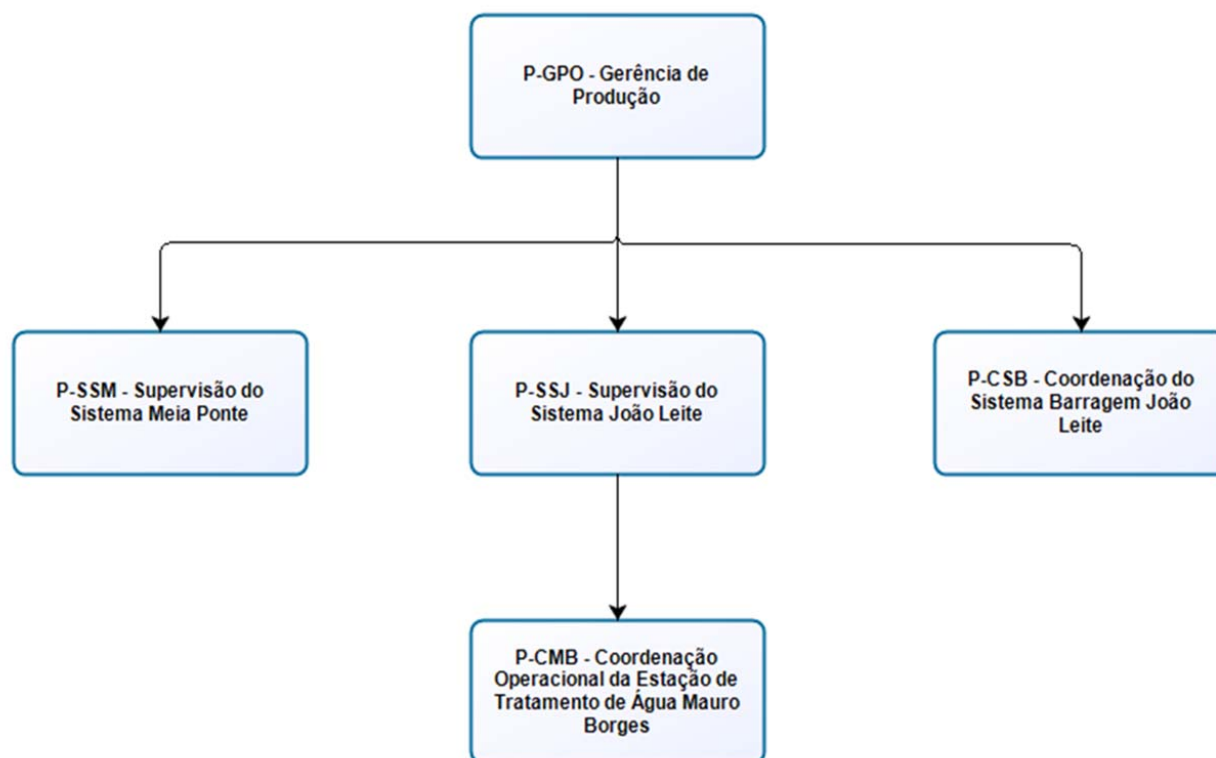 P-GPO - Gerência de
Produção
P-SSM - Supervisão do
Sistema Meia Ponte
P-SSJ - Supervisão do
Sistema João Leite
P-CSB - Coordenação do
Sistema Barragem João
Leite
P-CMB - Coordenação
Operacional da Estação de
Tratamento de Água Mauro
Borges